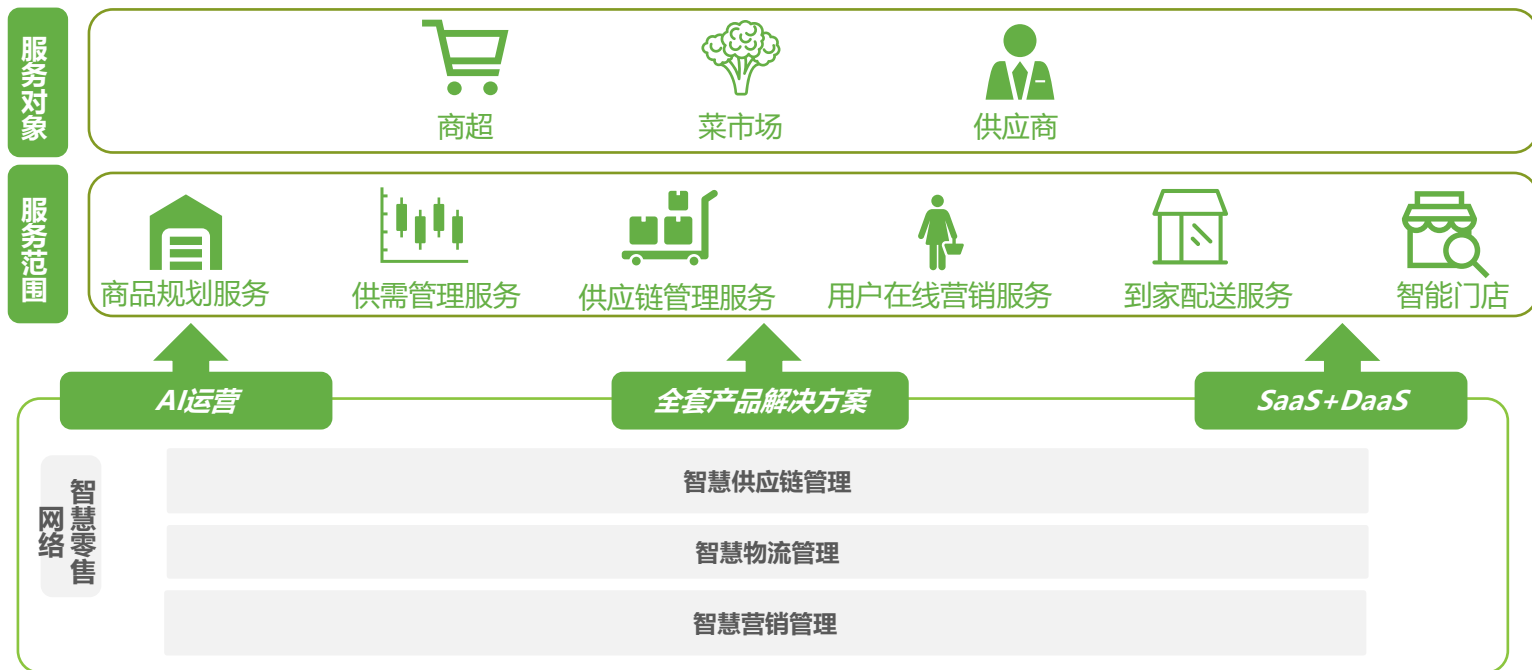 服务对象
商超
菜市场
供应商
服务范围
商品规划服务
供需管理服务
供应链管理服务
用户在线营销服务
到家配送服务
智能门店
AI运营
全套产品解决方案
SaaS+DaaS
智慧零售
网络
智慧供应链管理
智慧物流管理
智慧营销管理